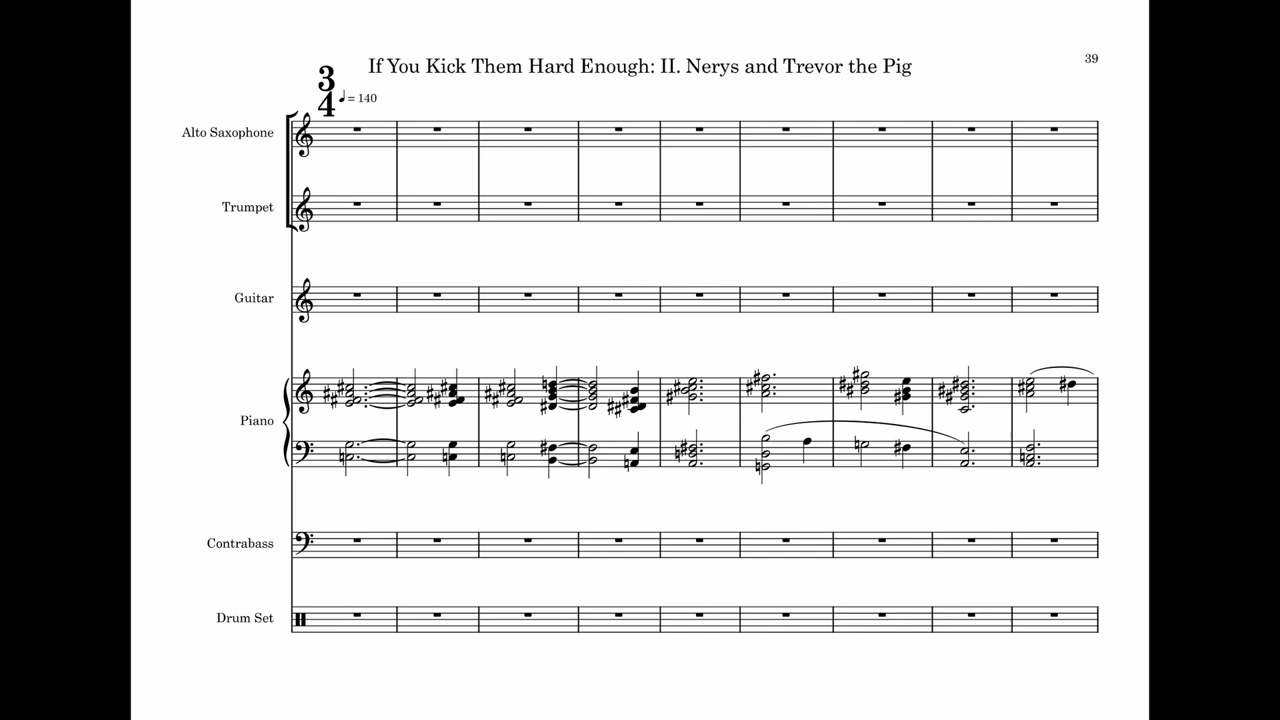 If You Kick Them Hard Enough: II. Nerys and Trevor the Pig
39
3
4
= 140
Alto Saxophone
Trumpet
Guitar
Piano
Contrabass
Drum Set